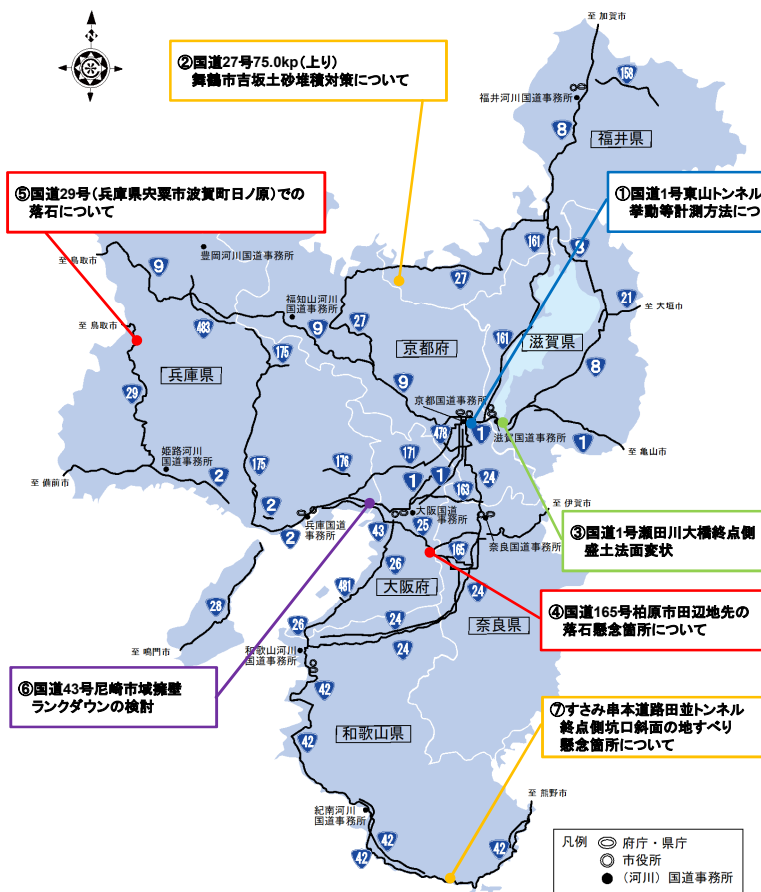 至 加賀市
②国道27号75.0kp(上り)
舞鶴市吉坂土砂堆積対策について
福井河川国道事務所
158
8
福井県
⑤国道29号(兵庫県宍粟市波賀町日ノ原)での
落石について
①国道1号東山トンネル
挙動等計測方法につ
豊岡河川国道事務所
161
至 鳥取市
9
27
21
至 大垣市
福知山河川
国道事務所
至 鳥取市
483
9
27
161
滋賀県
京都府
175
兵庫県
8
9
29
京都国道事務所
478
1
滋賀国道事務所
1
至 亀山市
姫路河川
国道事務所
175
176
171
至 備前市
2
1
1
24
163
至 伊賀市
2
大阪国道
事務所
兵庫国道
事務所
2
43
25
奈良国道事務所
③国道1号瀬田川大橋終点側
盛土法面変状
165
26
481
大阪府
24
28
24
奈良県
④国道165号柏原市田辺地先の
落石懸念箇所について
26
至 鳴門市
和歌山河川
国道事務所
24
⑥国道43号尼崎市域擁壁
ランクダウンの検討
42
⑦すさみ串本道路田並トンネル
終点側坑口斜面の地すべり
懸念箇所について
42
和歌山県
至 熊野市
紀南河川
国道事務所
42
42
42
凡例
府庁・県庁
市役所
(河川)国道事務所